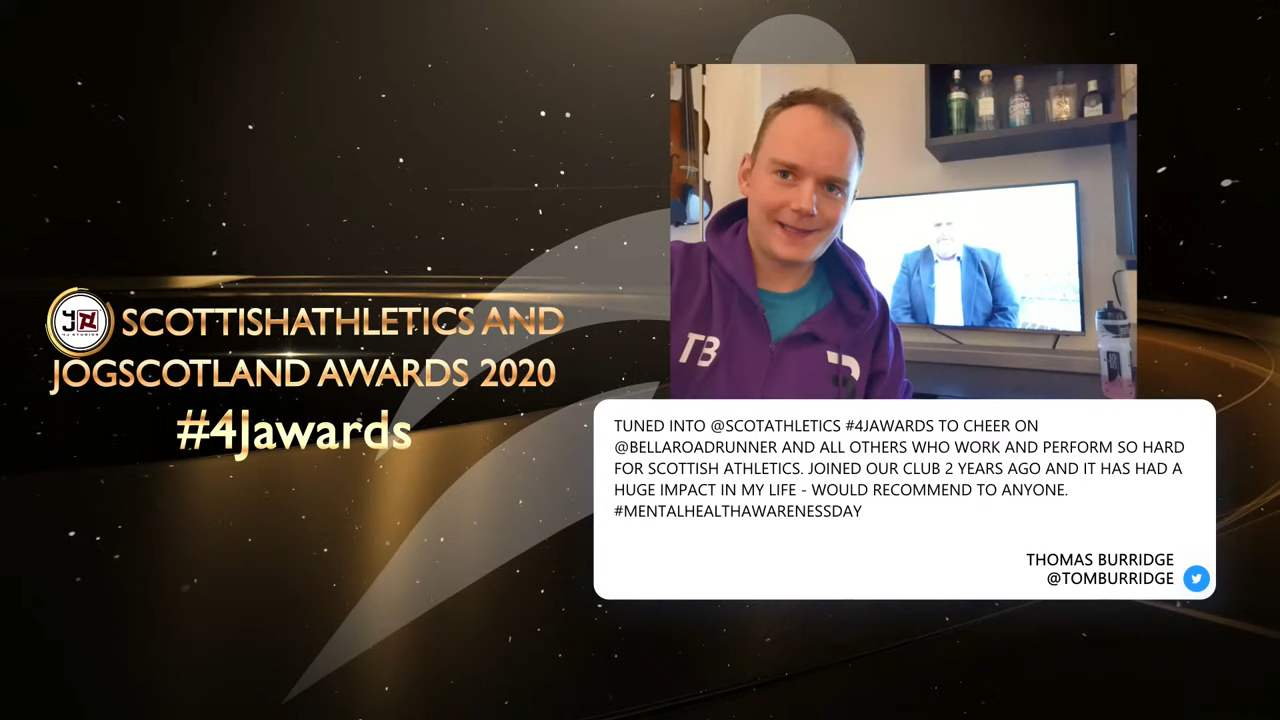 SCOTTISHATHLETICS AND
JOGSCOTLAND AWARDS 2020
#4Jawards
TB
TUNED INTO @SCOTATHLETICS #4JAWARDS TO CHEER ON
@BELLAROADRUNNER AND ALL OTHERS WHO WORK AND PERFORM SO HARD
FOR SCOTTISH ATHLETICS. JOINED OUR CLUB 2 YEARS AGO AND IT HAS HAD A
HUGE IMPACT IN MY LIFE - WOULD RECOMMEND TO ANYONE.
#MENTALHEALTHAWARENESSDAY
THOMAS BURRIDGE
@TOMBURRIDGE